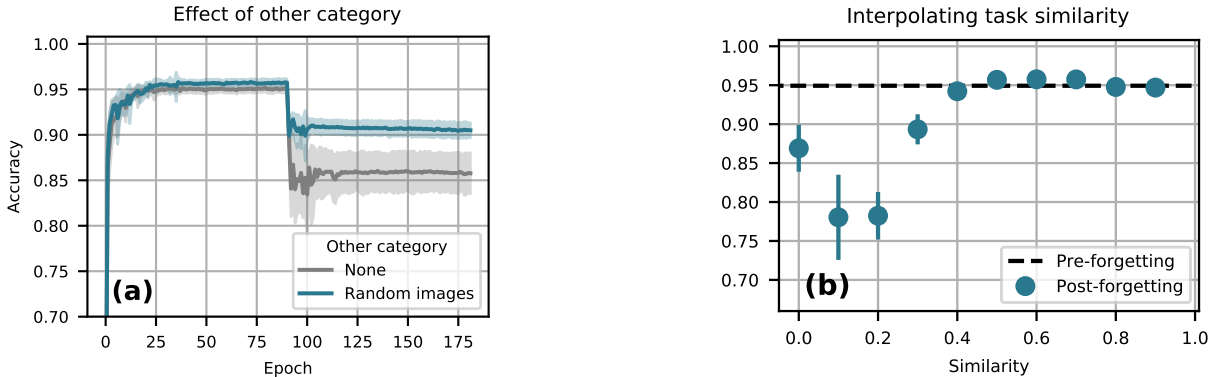 Effect of other category
1.00
0.95
0.90
0.85
0.80
0.75
0.70
Accuracy
Other category
None
Random images
(a)
0 25 50 75 100 125 150 175
Epoch
Interpolating task similarity
1.00
0.95
0.90
0.85
0.80
0.75
0.70
Pre-forgetting
Post-forgetting
(b)
0.0 0.2 0.4 0.6 0.8 1.0
Similarity